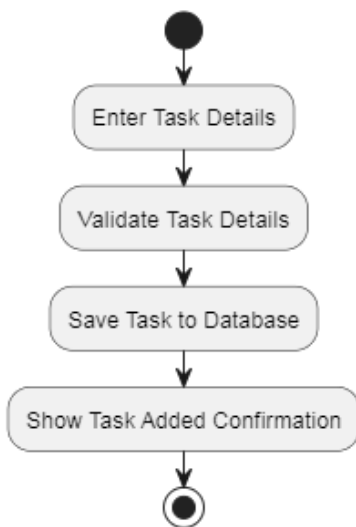 Enter Task Details
Validate Task Details
Save Task to Database
Show Task Added Confirmation